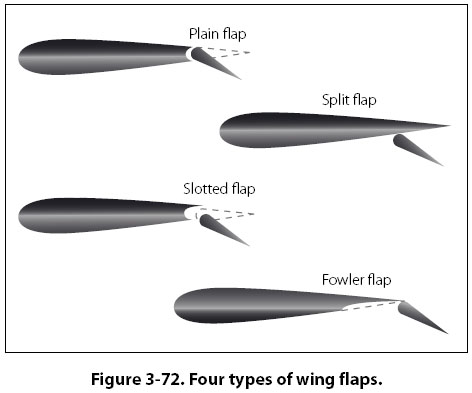 Plain flap
Split flap
Slotted flap
Fowler flap
Figure 3-72. Four types of wing flaps.